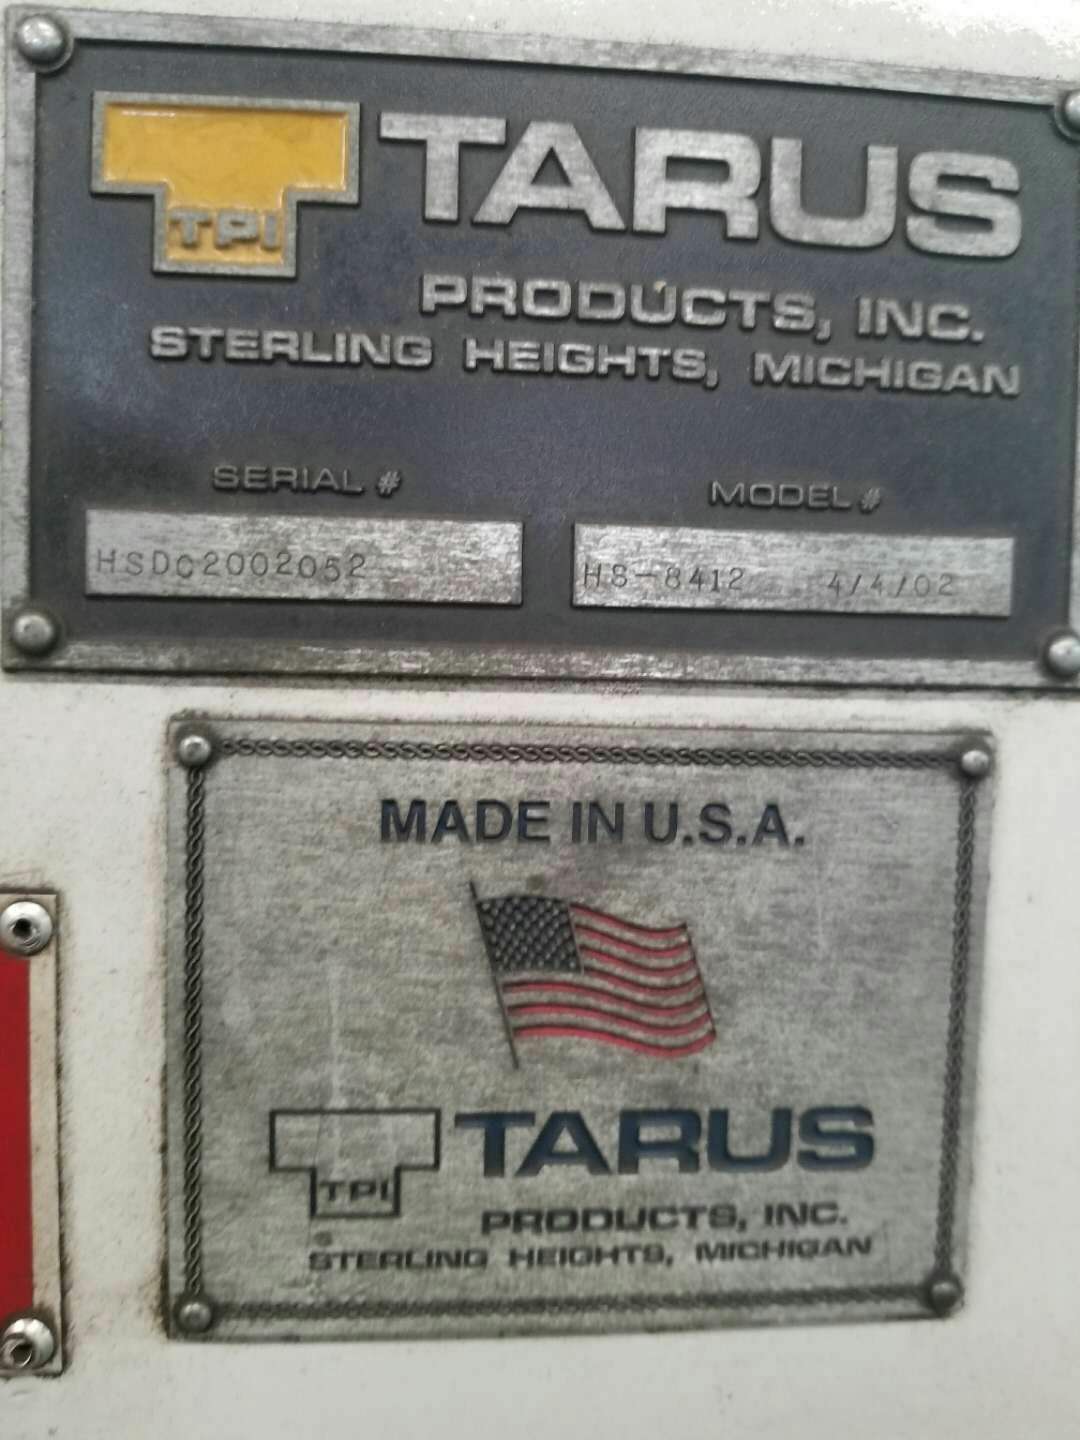 TPI
TARUS
PRODUCTS, INC.
STERLING HEIGHTS, MICHIGAN
SERIAL # MODEL #
HSDC2002052 HS-8412 4/4/02
MADE IN U.S.A.
TPI
TARUS
PRODUCTS, INC.
STERLING HEIGHTS, MICHIGAN